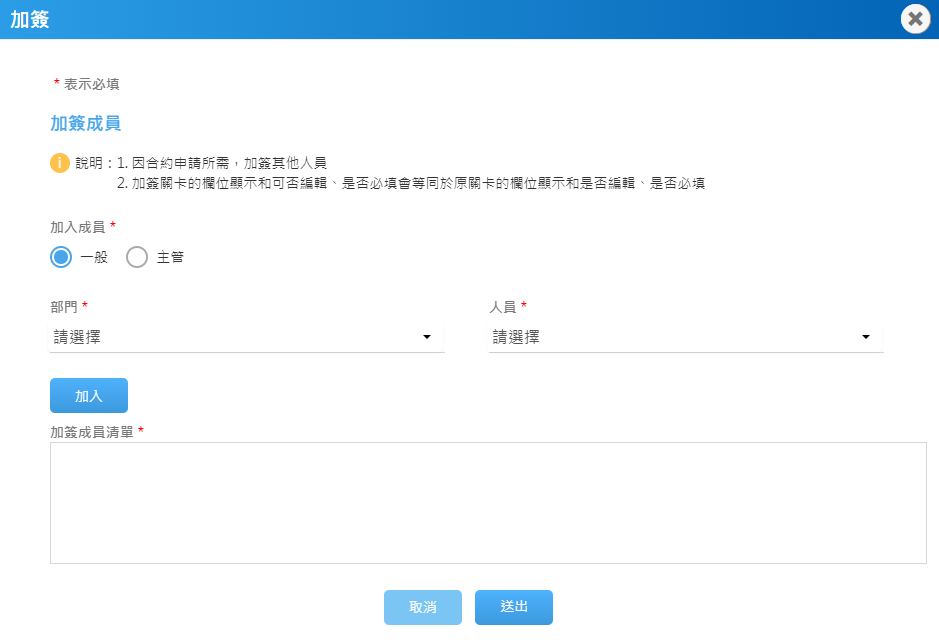 加簽
* 表示必填
加簽成員
i 說明：1. 因合約申請所需，加簽其他人員
2. 加簽關卡的欄位顯示和可否編輯、是否必填會等同於原關卡的欄位顯示和是否編輯、是否必填
加入成員 *
一般 主管
部門 * 人員 *
請選擇 請選擇
加入
加簽成員清單 *
取消 送出